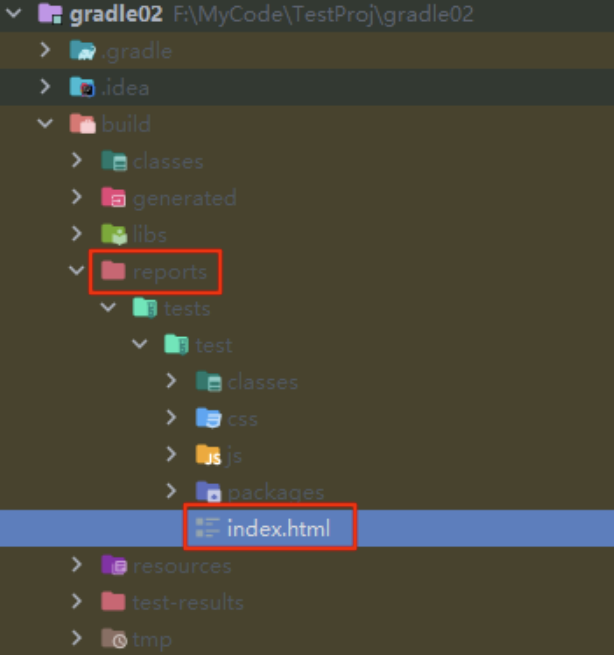 gradle02 F:\MyCode\TestProj\gradle02
.gradle
.idea
build
classes
generated
libs
reports
tests
test
classes
css
js
packages
index.html
resources
test-results
tmp